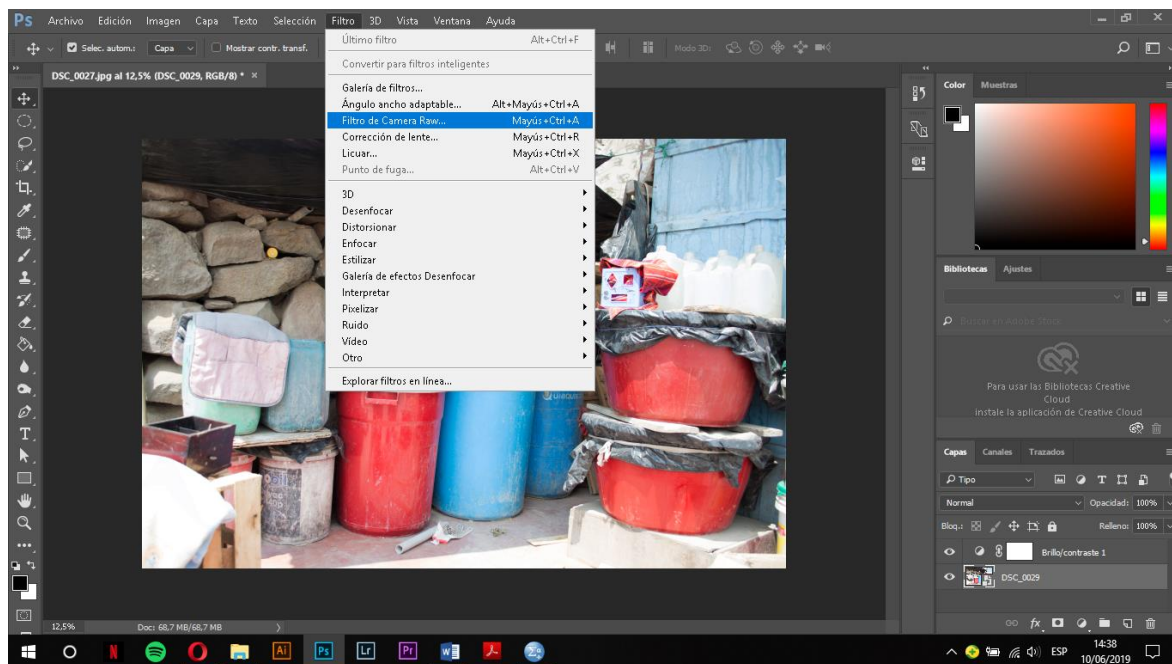 Ps Archivo Edición Imagen Capa Texto Selección Filtro 3D Vista Ventana Ayuda
Selec. autom.: Capa Mostrar contr. transf. Modo 3D:
DSC_0027.jpg al 12,5% (DSC_0029, RGB/8) * ×
Último filtro Alt+Ctrl+F
Convertir para filtros inteligentes
Galería de filtros...
Ángulo ancho adaptable... Alt+Mayús+Ctrl+A
Filtro de Camera Raw... Mayús+Ctrl+A
Corrección de lente... Mayús+Ctrl+R
Licuar... Mayús+Ctrl+X
Punto de fuga... Alt+Ctrl+V
3D
Desenfocar
Distorsionar
Enfocar
Estilizar
Galería de efectos Desenfocar
Interpretar
Pixelizar
Ruido
Vídeo
Otro
Explorar filtros en línea...
Color Muestras
Bibliotecas Ajustes
Buscar en Adobe Stock
Para usar las Bibliotecas Creative
Cloud
Instale la aplicación de Creative Cloud
Capas Canales Trazados
Tipo
Normal Opacidad: 100%
Bloq.: Relleno: 100%
Brillo/contraste 1
DSC_0029
12,5% Doc: 68,7 MB/68,7 MB
N Ai Ps Lr Pr ESP 14:38
10/06/2019